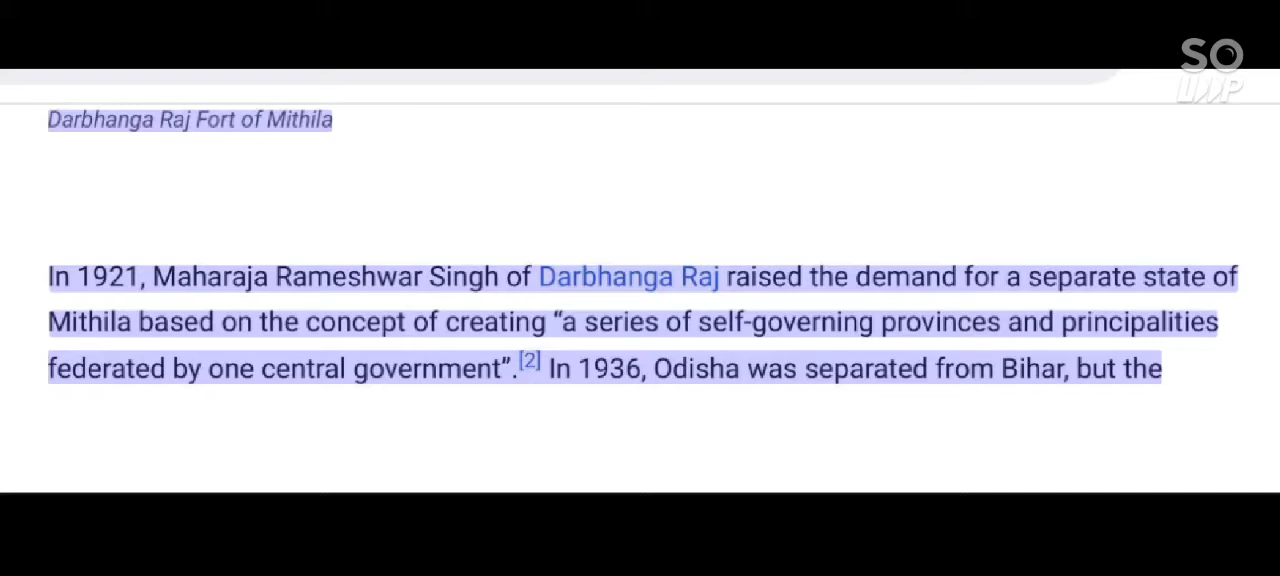 SO
Darbhanga Raj Fort of Mithila
In 1921, Maharaja Rameshwar Singh of Darbhanga Raj raised the demand for a separate state of
Mithila based on the concept of creating “a series of self-governing provinces and principalities
federated by one central government”.[2] In 1936, Odisha was separated from Bihar, but the